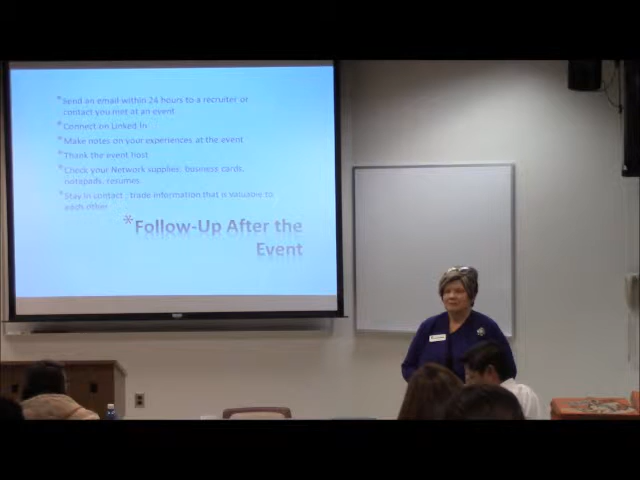 *Send an email within 24 hours to a recruiter or
contact you met at an event
*Connect on Linked In
*Make notes on your experiences at the event
*Thank the event host
*Check your Network supplies, business cards,
notapads, resumes
*Stay in contact , trade information that is valuable to
each other
*Follow-Up After the
Event